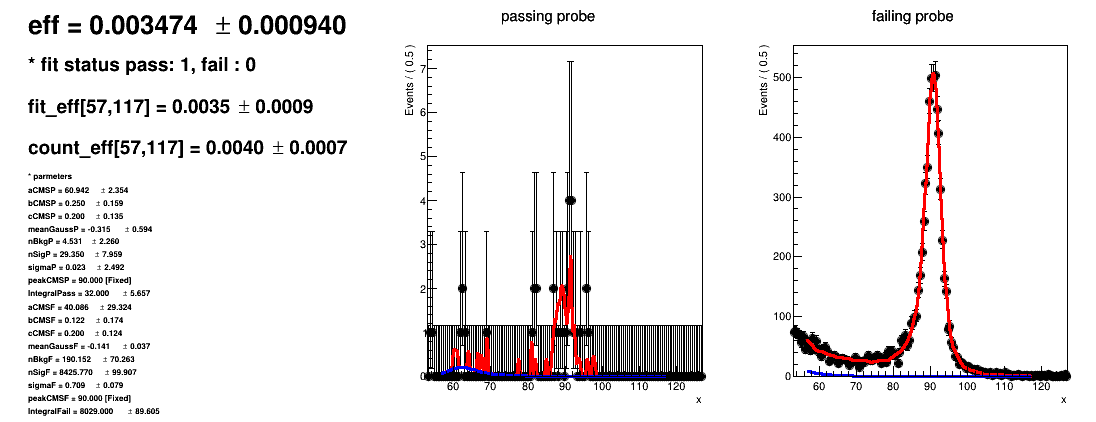 eff = 0.003474 ± 0.000940
* fit status pass: 1, fail : 0
fit_eff[57,117] = 0.0035 ± 0.0009
count_eff[57,117] = 0.0040 ± 0.0007
* parmeters
aCMSP = 60.942 ± 2.354
bCMSP = 0.250 ± 0.159
cCMSP = 0.200 ± 0.135
meanGaussP = -0.315 ± 0.594
nBkgP = 4.531 ± 2.260
nSigP = 29.350 ± 7.959
sigmaP = 0.023 ± 2.492
peakCMSP = 90.000 [Fixed]
IntegralPass = 32.000 ± 5.657
aCMSF = 40.086 ± 29.324
bCMSF = 0.122 ± 0.174
cCMSF = 0.200 ± 0.124
meanGaussF = -0.141 ± 0.037
nBkgF = 190.152 ± 70.263
nSigF = 8425.770 ± 99.907
sigmaF = 0.709 ± 0.079
peakCMSF = 90.000 [Fixed]
IntegralFail = 8029.000 ± 89.605
passing probe
Events / ( 0.5 )
7
6
5
4
3
2
1
0
60 70 80 90 100 110 120
x
failing probe
Events / ( 0.5 )
500
400
300
200
100
0
60 70 80 90 100 110 120
x